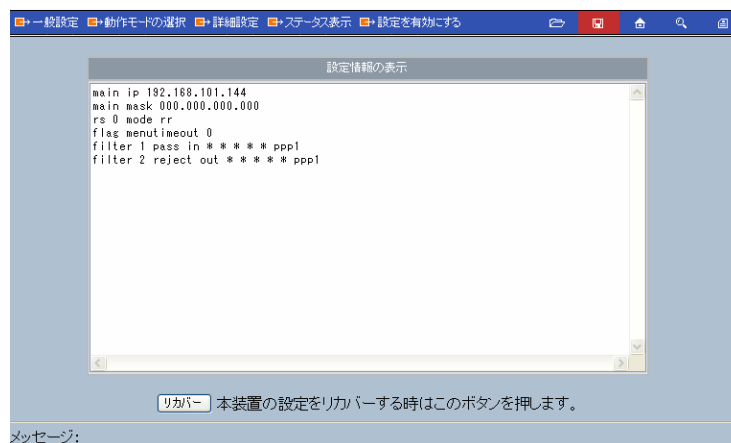 一般設定 動作モードの選択 詳細設定 ステータス表示 設定を有効にする
設定情報の表示
main ip 192.168.101.144
main mask 000.000.000.000
rs 0 mode rr
flag menutimeout 0
filter 1 pass in * * * * * ppp1
filter 2 reject out * * * * * ppp1
リカバー 本装置の設定をリカバーする時はこのボタンを押します。
メッセージ: